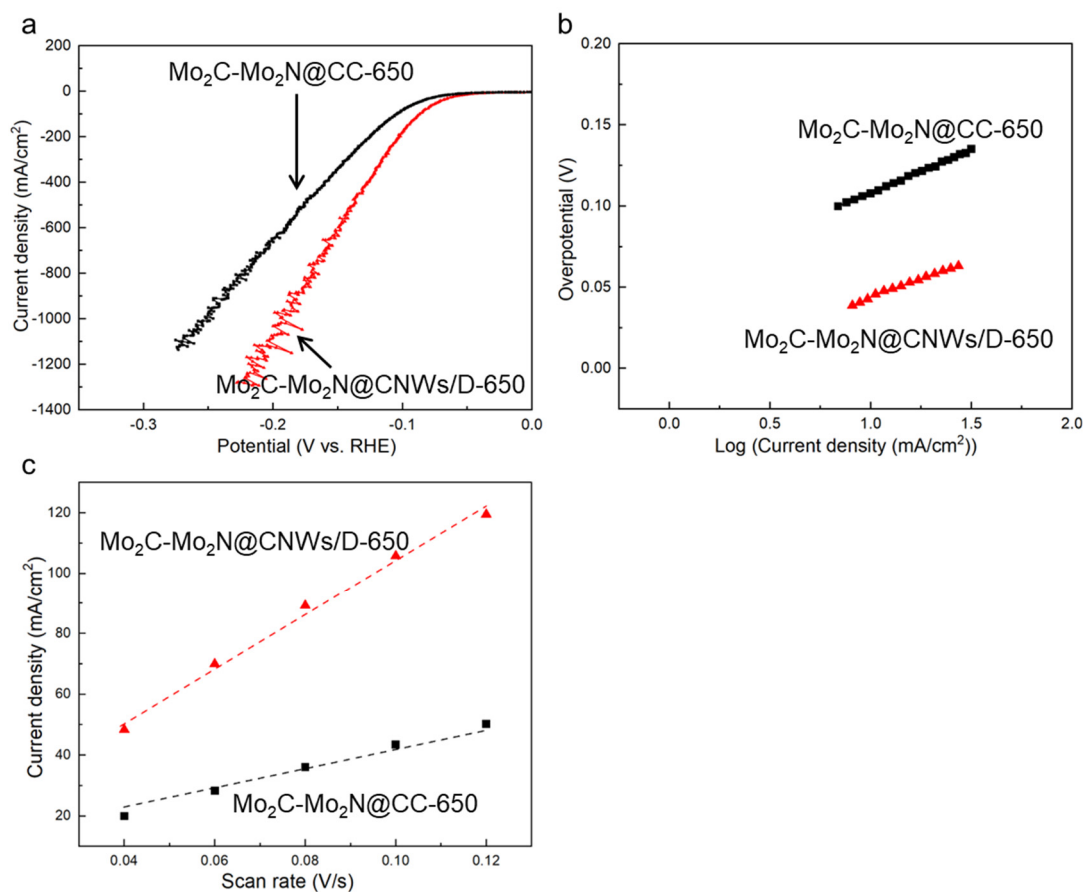 a
200
0
-200
-400
-600
-800
-1000
-1200
-1400
Current density (mA/cm²)
Mo₂C-Mo₂N@CC-650
Mo₂C-Mo₂N@CNWs/D-650
-0.3
-0.2
-0.1
0.0
Potential (V vs. RHE)
b
0.20
0.15
0.10
0.05
0.00
Overpotential (V)
Mo₂C-Mo₂N@CC-650
Mo₂C-Mo₂N@CNWs/D-650
0.0
0.5
1.0
1.5
2.0
Log (Current density (mA/cm²))
c
120
100
80
60
40
20
Current density (mA/cm²)
Mo₂C-Mo₂N@CNWs/D-650
Mo₂C-Mo₂N@CC-650
0.04
0.06
0.08
0.10
0.12
Scan rate (V/s)